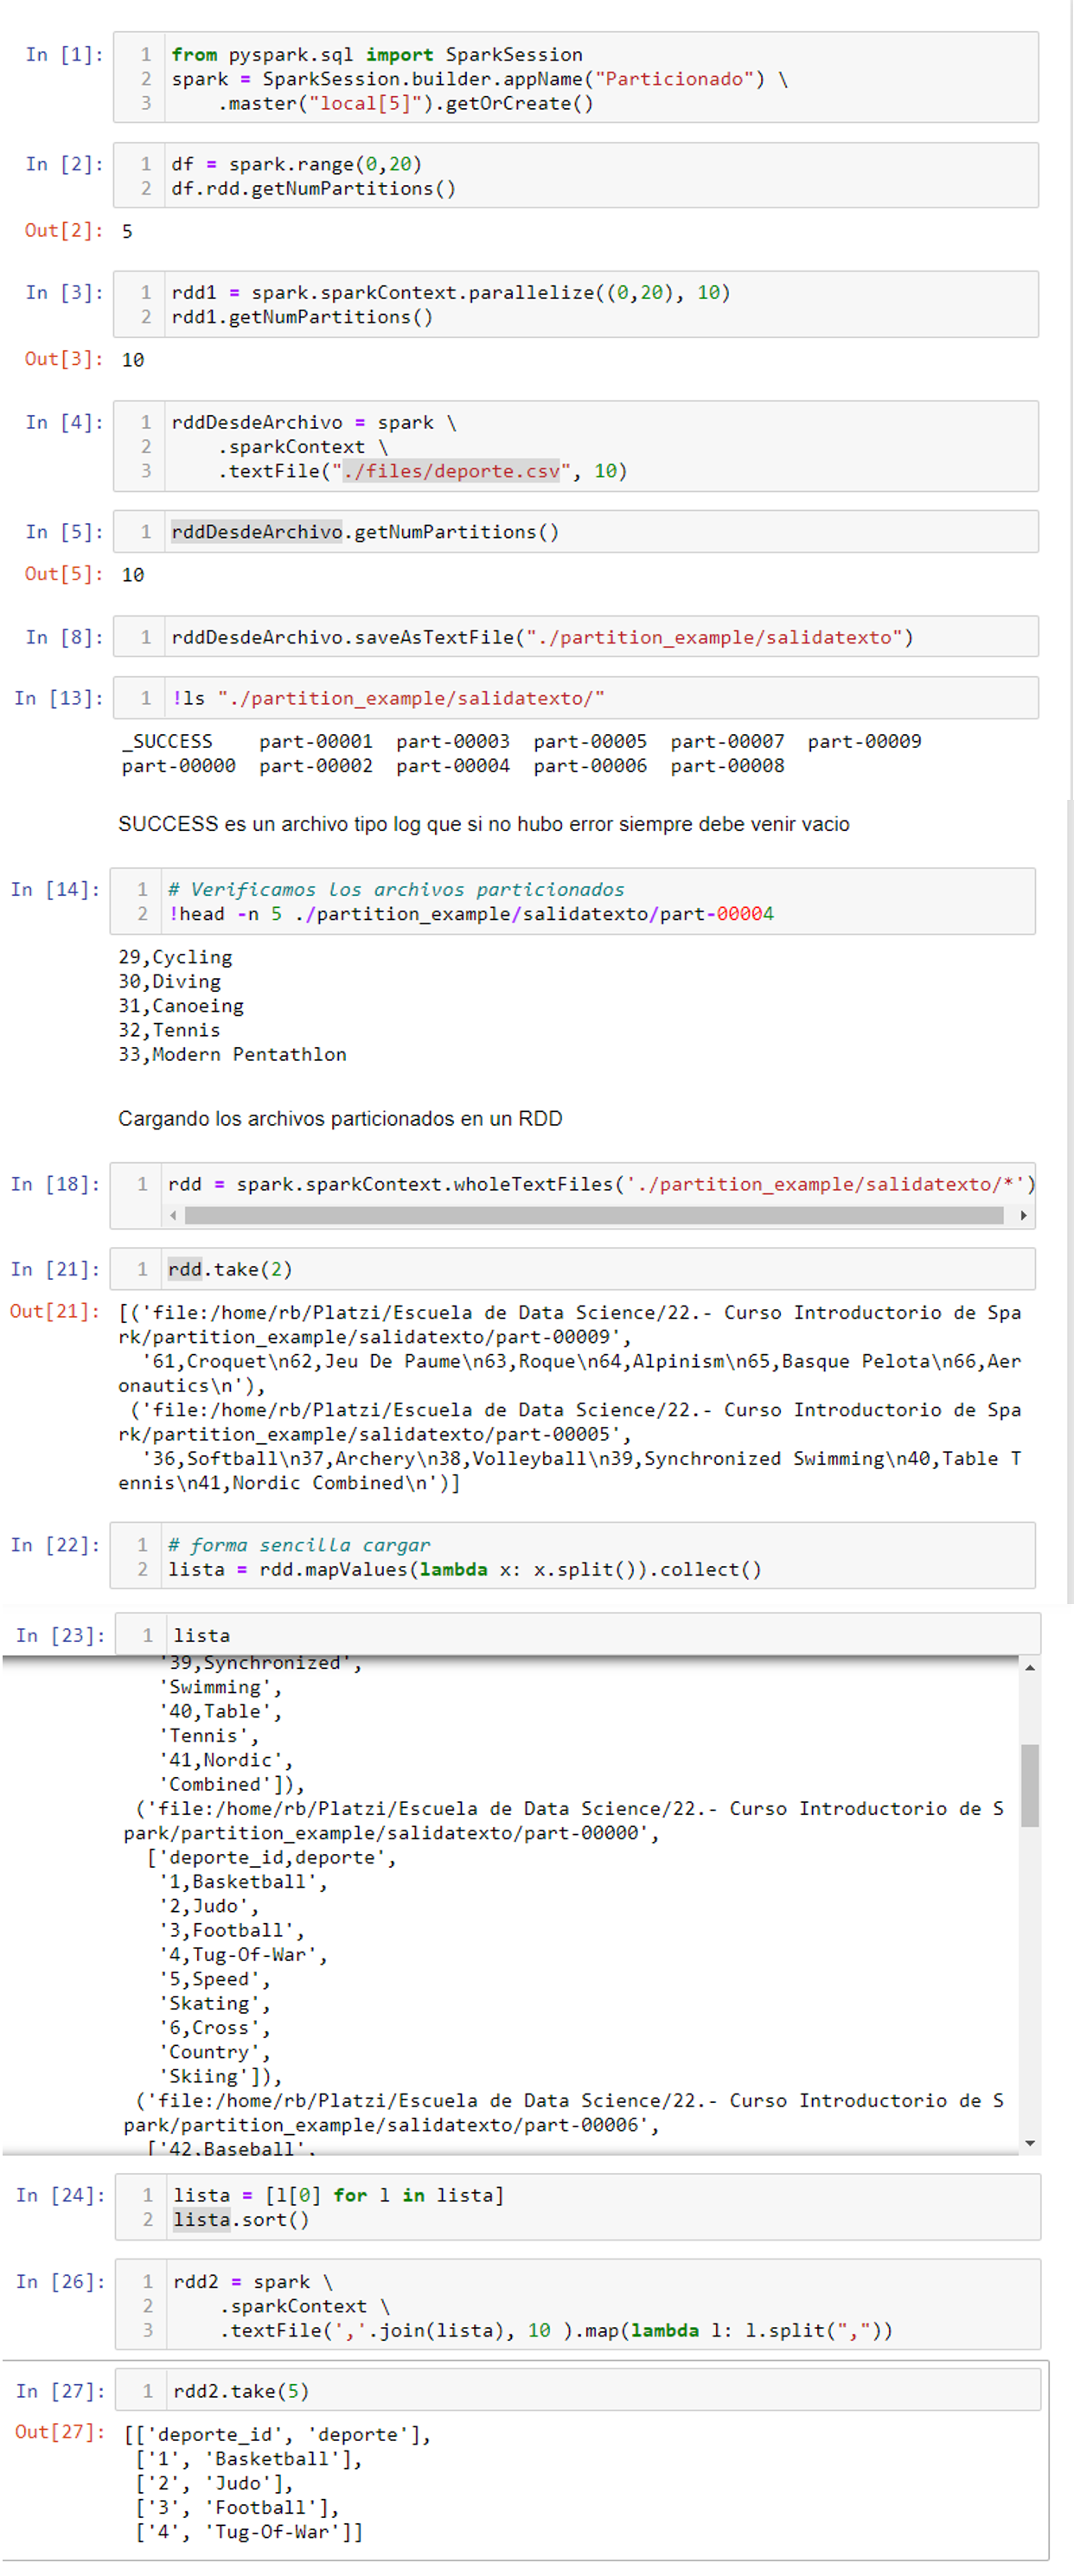 In [1]:
1 from pyspark.sql import SparkSession
2 spark = SparkSession.builder.appName("Particionado") \
3     .master("local[5]").getOrCreate()
In [2]:
1 df = spark.range(0,20)
2 df.rdd.getNumPartitions()
Out[2]: 5
In [3]:
1 rdd1 = spark.sparkContext.parallelize((0,20), 10)
2 rdd1.getNumPartitions()
Out[3]: 10
In [4]:
1 rddDesdeArchivo = spark \
2     .sparkContext \
3     .textFile("./files/deporte.csv", 10)
In [5]:
1 rddDesdeArchivo.getNumPartitions()
Out[5]: 10
In [8]:
1 rddDesdeArchivo.saveAsTextFile("./partition_example/salidatexto")
In [13]:
1 !ls "./partition_example/salidatexto/"
_SUCCESS    part-00001  part-00003  part-00005  part-00007  part-00009
part-00000  part-00002  part-00004  part-00006  part-00008
SUCCESS es un archivo tipo log que si no hubo error siempre debe venir vacio
In [14]:
1 # Verificamos los archivos particionados
2 !head -n 5 ./partition_example/salidatexto/part-00004
29,Cycling
30,Diving
31,Canoeing
32,Tennis
33,Modern Pentathlon
Cargando los archivos particionados en un RDD
In [18]:
1 rdd = spark.sparkContext.wholeTextFiles('./partition_example/salidatexto/*')
In [21]:
1 rdd.take(2)
Out[21]: [('file:/home/rb/Platzi/Escuela de Data Science/22.- Curso Introductorio de Spa
rk/partition_example/salidatexto/part-00009',
'61,Croquet\n62,Jeu De Paume\n63,Roque\n64,Alpinism\n65,Basque Pelota\n66,Aer
onautics\n'),
('file:/home/rb/Platzi/Escuela de Data Science/22.- Curso Introductorio de Spa
rk/partition_example/salidatexto/part-00005',
'36,Softball\n37,Archery\n38,Volleyball\n39,Synchronized Swimming\n40,Table T
ennis\n41,Nordic Combined\n')]
In [22]:
1 # forma sencilla cargar
2 lista = rdd.mapValues(lambda x: x.split()).collect()
In [23]:
1 lista
'39,Synchronized',
'Swimming',
'40,Table',
'Tennis',
'41,Nordic',
'Combined']),
('file:/home/rb/Platzi/Escuela de Data Science/22.- Curso Introductorio de S
park/partition_example/salidatexto/part-00000',
['deporte_id,deporte',
'1,Basketball',
'2,Judo',
'3,Football',
'4,Tug-Of-War',
'5,Speed',
'Skating',
'6,Cross',
'Country',
'Skiing']),
('file:/home/rb/Platzi/Escuela de Data Science/22.- Curso Introductorio de S
park/partition_example/salidatexto/part-00006',
['42,Baseball',
In [24]:
1 lista = [l[0] for l in lista]
2 lista.sort()
In [26]:
1 rdd2 = spark \
2     .sparkContext \
3     .textFile(','.join(lista), 10 ).map(lambda l: l.split(","))
In [27]:
1 rdd2.take(5)
Out[27]: [['deporte_id', 'deporte'],
['1', 'Basketball'],
['2', 'Judo'],
['3', 'Football'],
['4', 'Tug-Of-War']]